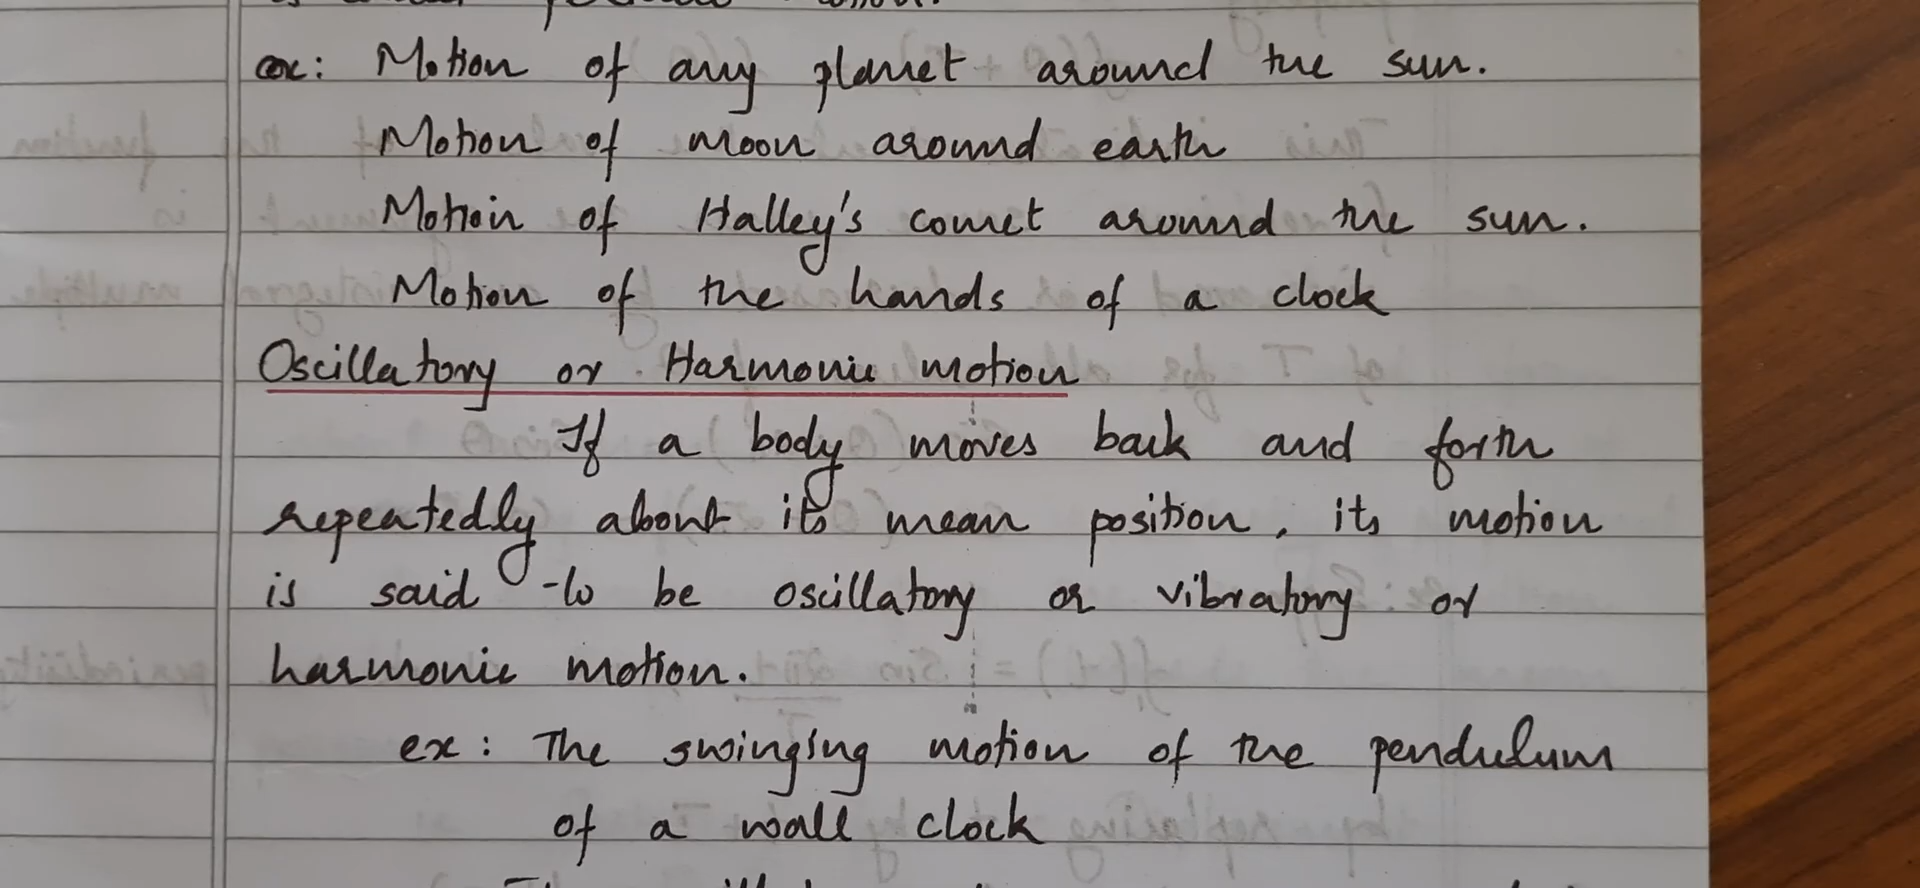 ex: Motion of any planet around the sun.
Motion of moon around earth
Motion of Halley's comet around the sun.
Motion of the hands of a clock
Oscillatory or Harmonic motion
If a body moves back and forth
repeatedly about its mean position, its motion
is said to be oscillatory or vibratory or
harmonic motion.
ex: The swinging motion of the pendulum
of a wall clock